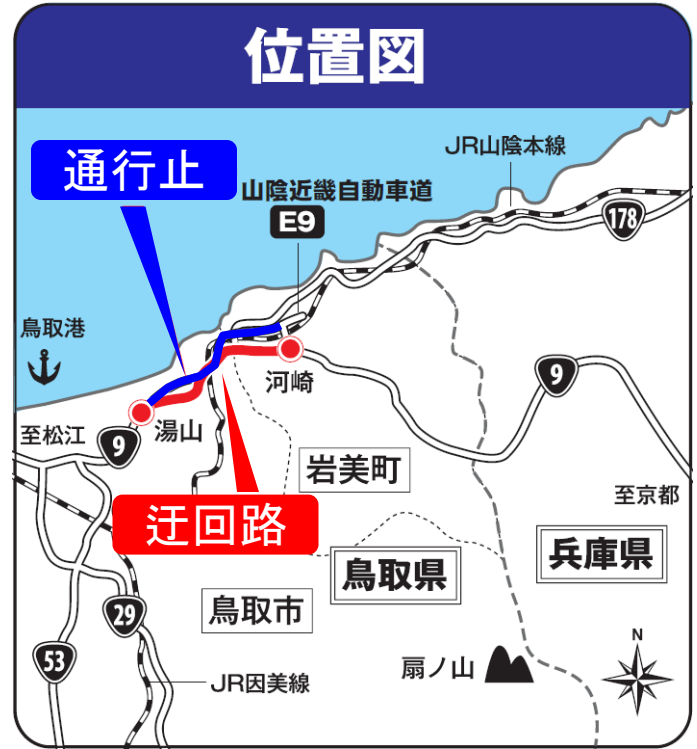 位置図
JR山陰本線
通行止
山陰近畿自動車道
E9
178
鳥取港
河崎
9
湯山
至松江
9
岩美町
至京都
迂回路
兵庫県
鳥取県
鳥取市
29
N
53
扇ノ山
JR因美線